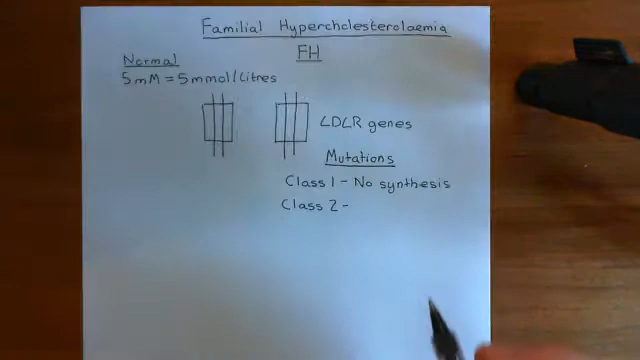 Familial Hypercholesterolaemia
FH
Normal
5mM = 5mmol/Litres
LDLR genes
Mutations
Class 1 - No synthesis
Class 2 -